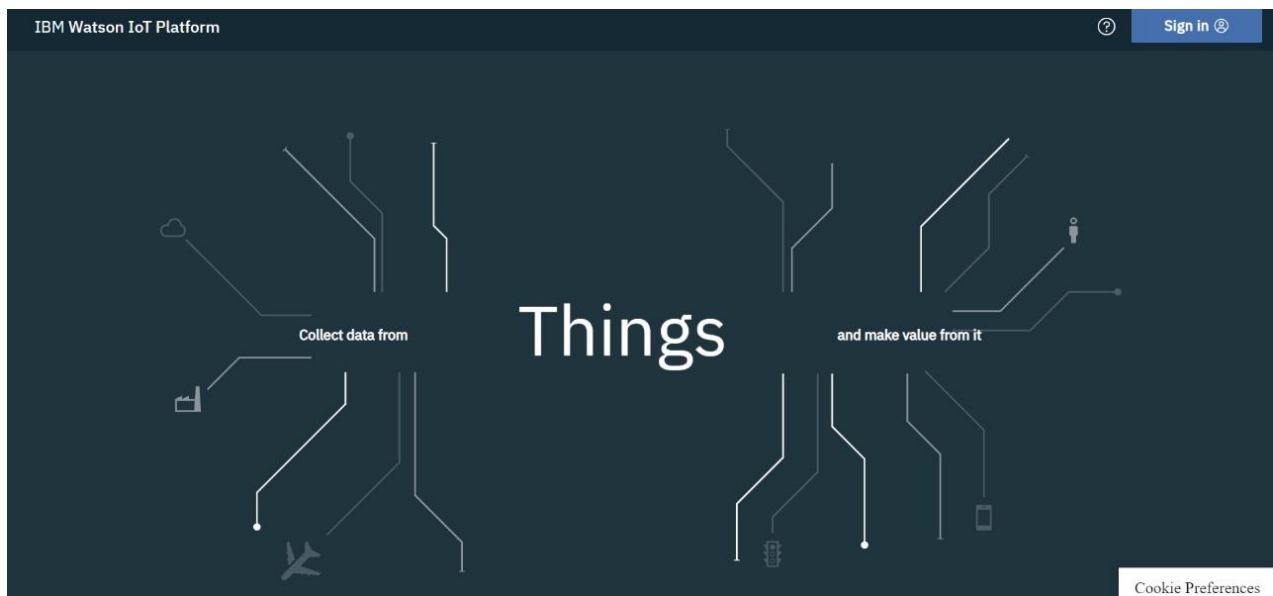 IBM Watson IoT Platform
Sign in
Collect data from
Things
and make value from it
Cookie Preferences